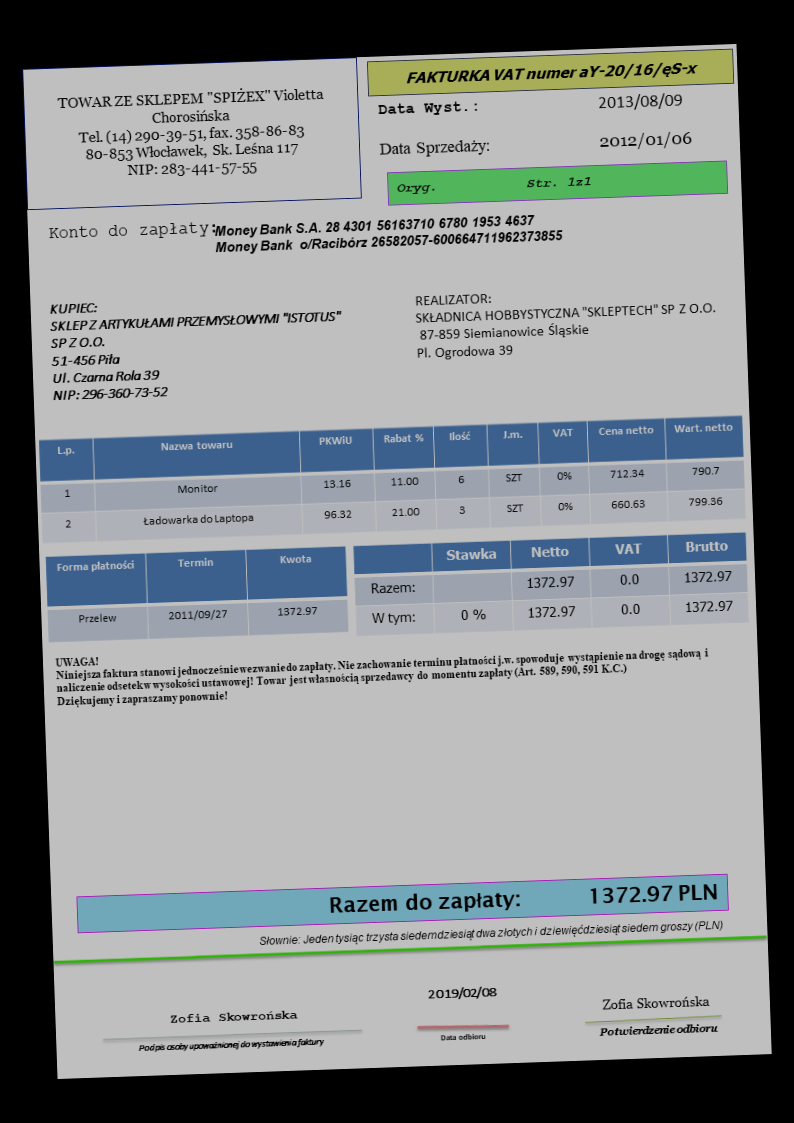 TOWAR ZE SKLEPEM "SPIŻEX" Violetta
Chorosińska
Tel. (14) 290-39-51, fax. 358-86-83
80-853 Włocławek, Sk. Leśna 117
NIP: 283-441-57-55
FAKTURKA VAT numer aY-20/16/ęS-x
Data Wyst.: 2013/08/09
Data Sprzedaży: 2012/01/06
Oryg. Str. 1z1
Konto do zapłaty: Money Bank S.A. 28 4301 56163710 6780 1953 4637
Money Bank o/Racibórz 26582057-600664711962373855
KUPIEC:
SKLEP Z ARTYKUŁAMI PRZEMYSŁOWYMI "ISTOTUS"
SP Z O.O.
51-456 Piła
Ul. Czarna Rola 39
NIP: 296-360-73-52
REALIZATOR:
SKŁADNICA HOBBYSTYCZNA "SKLEPTECH" SP Z O.O.
87-859 Siemianowice Śląskie
Pl. Ogrodowa 39
L.p. Nazwa towaru PKWiU Rabat % Ilość J.m. VAT Cena netto Wart. netto
1 Monitor 13.16 11.00 6 SZT 0% 712.34 790.7
2 Ładowarka do Laptopa 96.32 21.00 3 SZT 0% 660.63 799.36
Forma płatności Termin Kwota
Przelew 2011/09/27 1372.97
Stawka Netto VAT Brutto
Razem: 1372.97 0.0 1372.97
W tym: 0 % 1372.97 0.0 1372.97
UWAGA!
Niniejsza faktura stanowi jednocześnie wezwanie do zapłaty. Nie zachowanie terminu płatności j.w. spowoduje wystąpienie na drogę sądową i
naliczenie odsetek w wysokości ustawowej! Towar jest własnością sprzedawcy do momentu zapłaty (Art. 589, 590, 591 K.C.)
Dziękujemy i zapraszamy ponownie!
Razem do zapłaty: 1372.97 PLN
Słownie: Jeden tysiąc trzysta siedemdziesiąt dwa złotych i dziewięćdziesiąt siedem groszy (PLN)
Zofia Skowrońska
Podpis osoby upoważnionej do wystawienia faktury
2019/02/08
Data odbioru
Zofia Skowrońska
Potwierdzenie odbioru